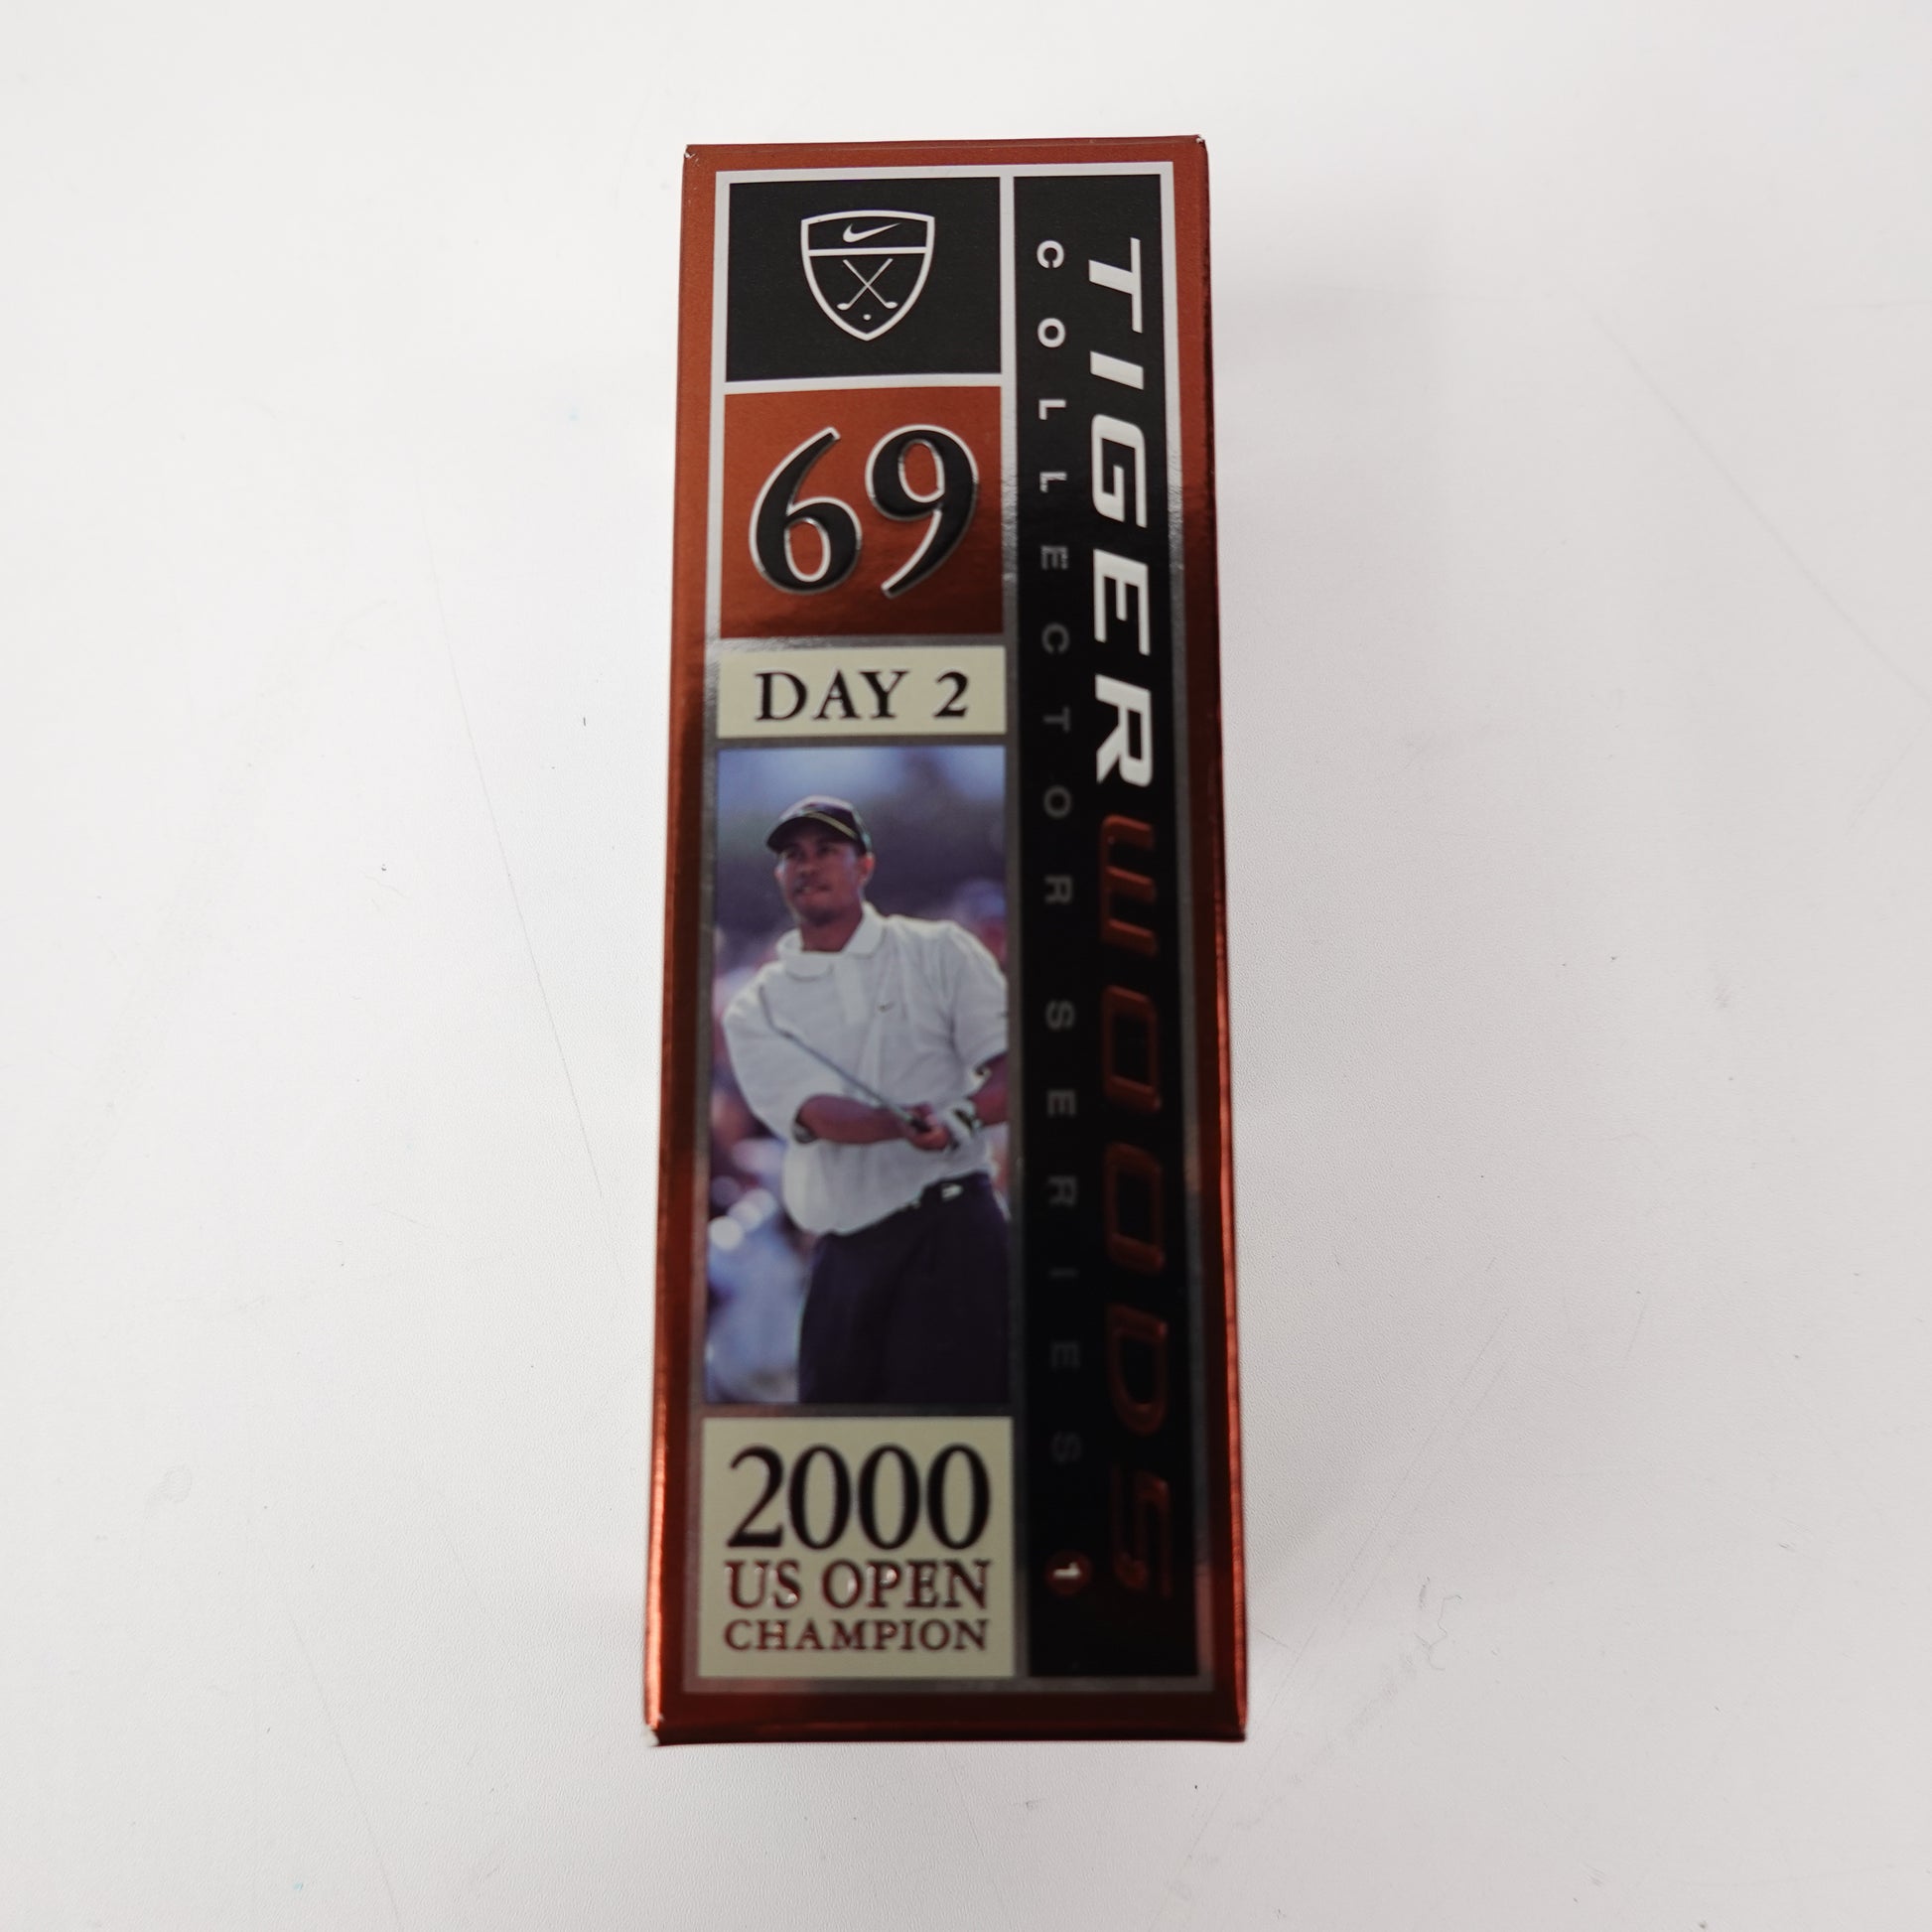 69
DAY 2
2000
US OPEN
CHAMPION
TIGER WOODS
COLLECTOR SERIES 1